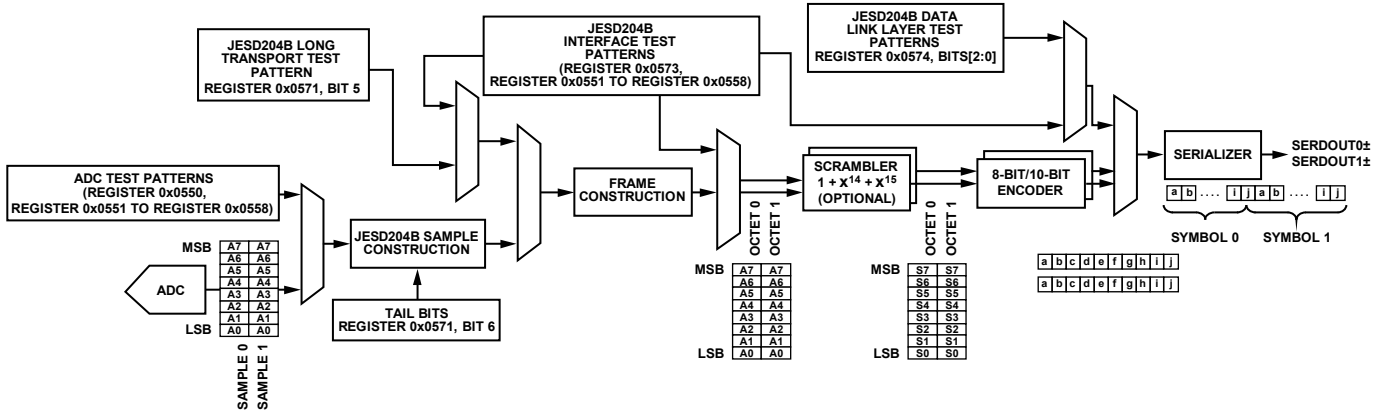 JESD204B LONG
TRANSPORT TEST
PATTERN
REGISTER 0x0571, BIT 5
JESD204B
INTERFACE TEST
PATTERNS
(REGISTER 0x0573,
REGISTER 0x0551 TO REGISTER 0x0558)
JESD204B DATA
LINK LAYER TEST
PATTERNS
REGISTER 0x0574, BITS[2:0]
ADC TEST PATTERNS
(REGISTER 0x0550,
REGISTER 0x0551 TO REGISTER 0x0558)
JESD204B SAMPLE
CONSTRUCTION
FRAME
CONSTRUCTION
SCRAMBLER
1 + x14 + x15
(OPTIONAL)
8-BIT/10-BIT
ENCODER
SERIALIZER
SERDOUT0±
SERDOUT1±
a b .... i j a b .... i j
SYMBOL 0 SYMBOL 1
ADC
MSB A7 A7
A6 A6
A5 A5
A4 A4
A3 A3
A2 A2
A1 A1
LSB A0 A0
SAMPLE 0
SAMPLE 1
TAIL BITS
REGISTER 0x0571, BIT 6
OCTET 0
OCTET 1
MSB A7 A7
A6 A6
A5 A5
A4 A4
A3 A3
A2 A2
A1 A1
LSB A0 A0
OCTET 0
OCTET 1
MSB S7 S7
S6 S6
S5 S5
S4 S4
S3 S3
S2 S2
S1 S1
LSB S0 S0
a b c d e f g h i j
a b c d e f g h i j